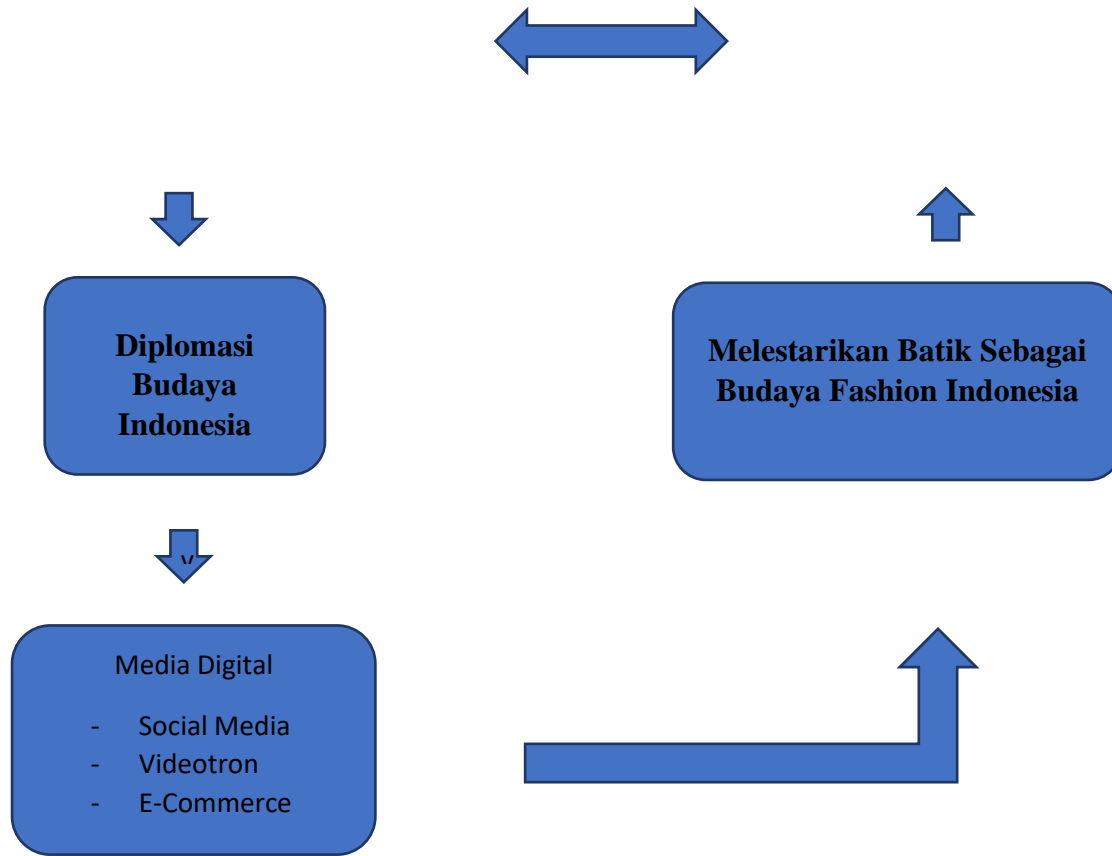 Diplomasi
Budaya
Indonesia
Melestarikan Batik Sebagai
Budaya Fashion Indonesia
Media Digital
- Social Media
- Videotron
- E-Commerce